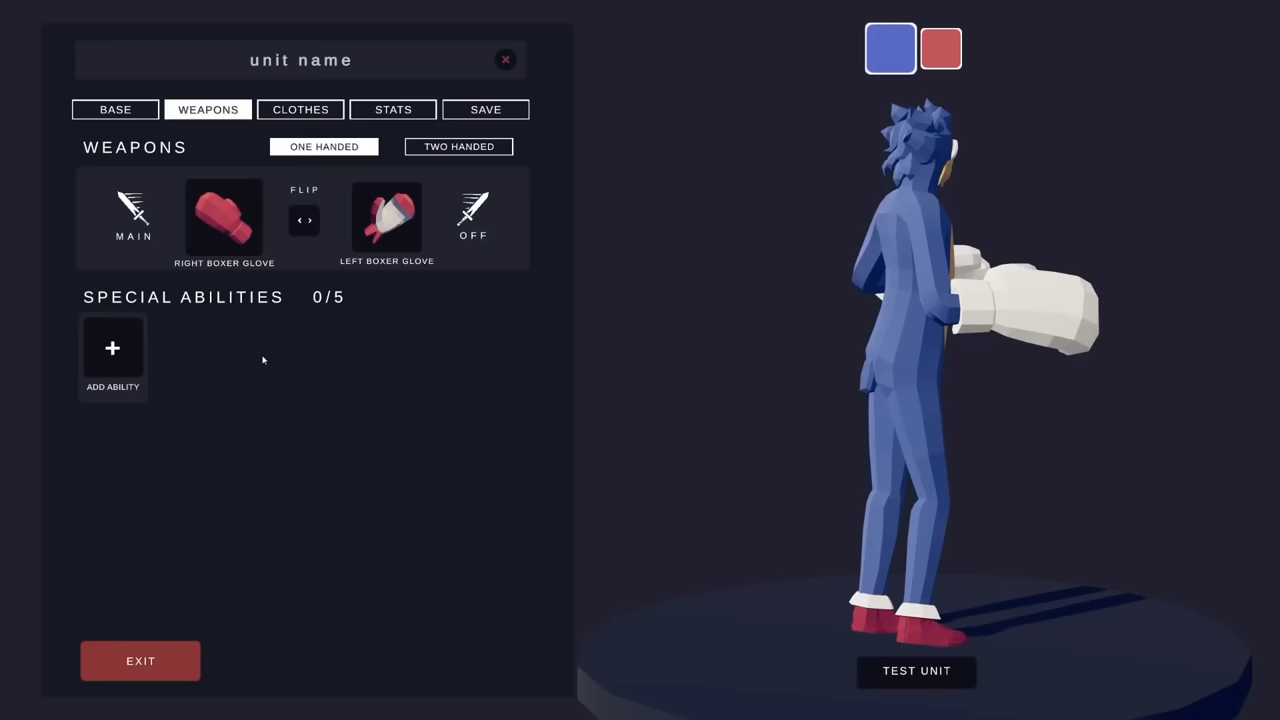 unit name
BASE
WEAPONS
CLOTHES
STATS
SAVE
WEAPONS
ONE HANDED
TWO HANDED
MAIN
FLIP
OFF
RIGHT BOXER GLOVE
LEFT BOXER GLOVE
SPECIAL ABILITIES 0/5
ADD ABILITY
EXIT
TEST UNIT